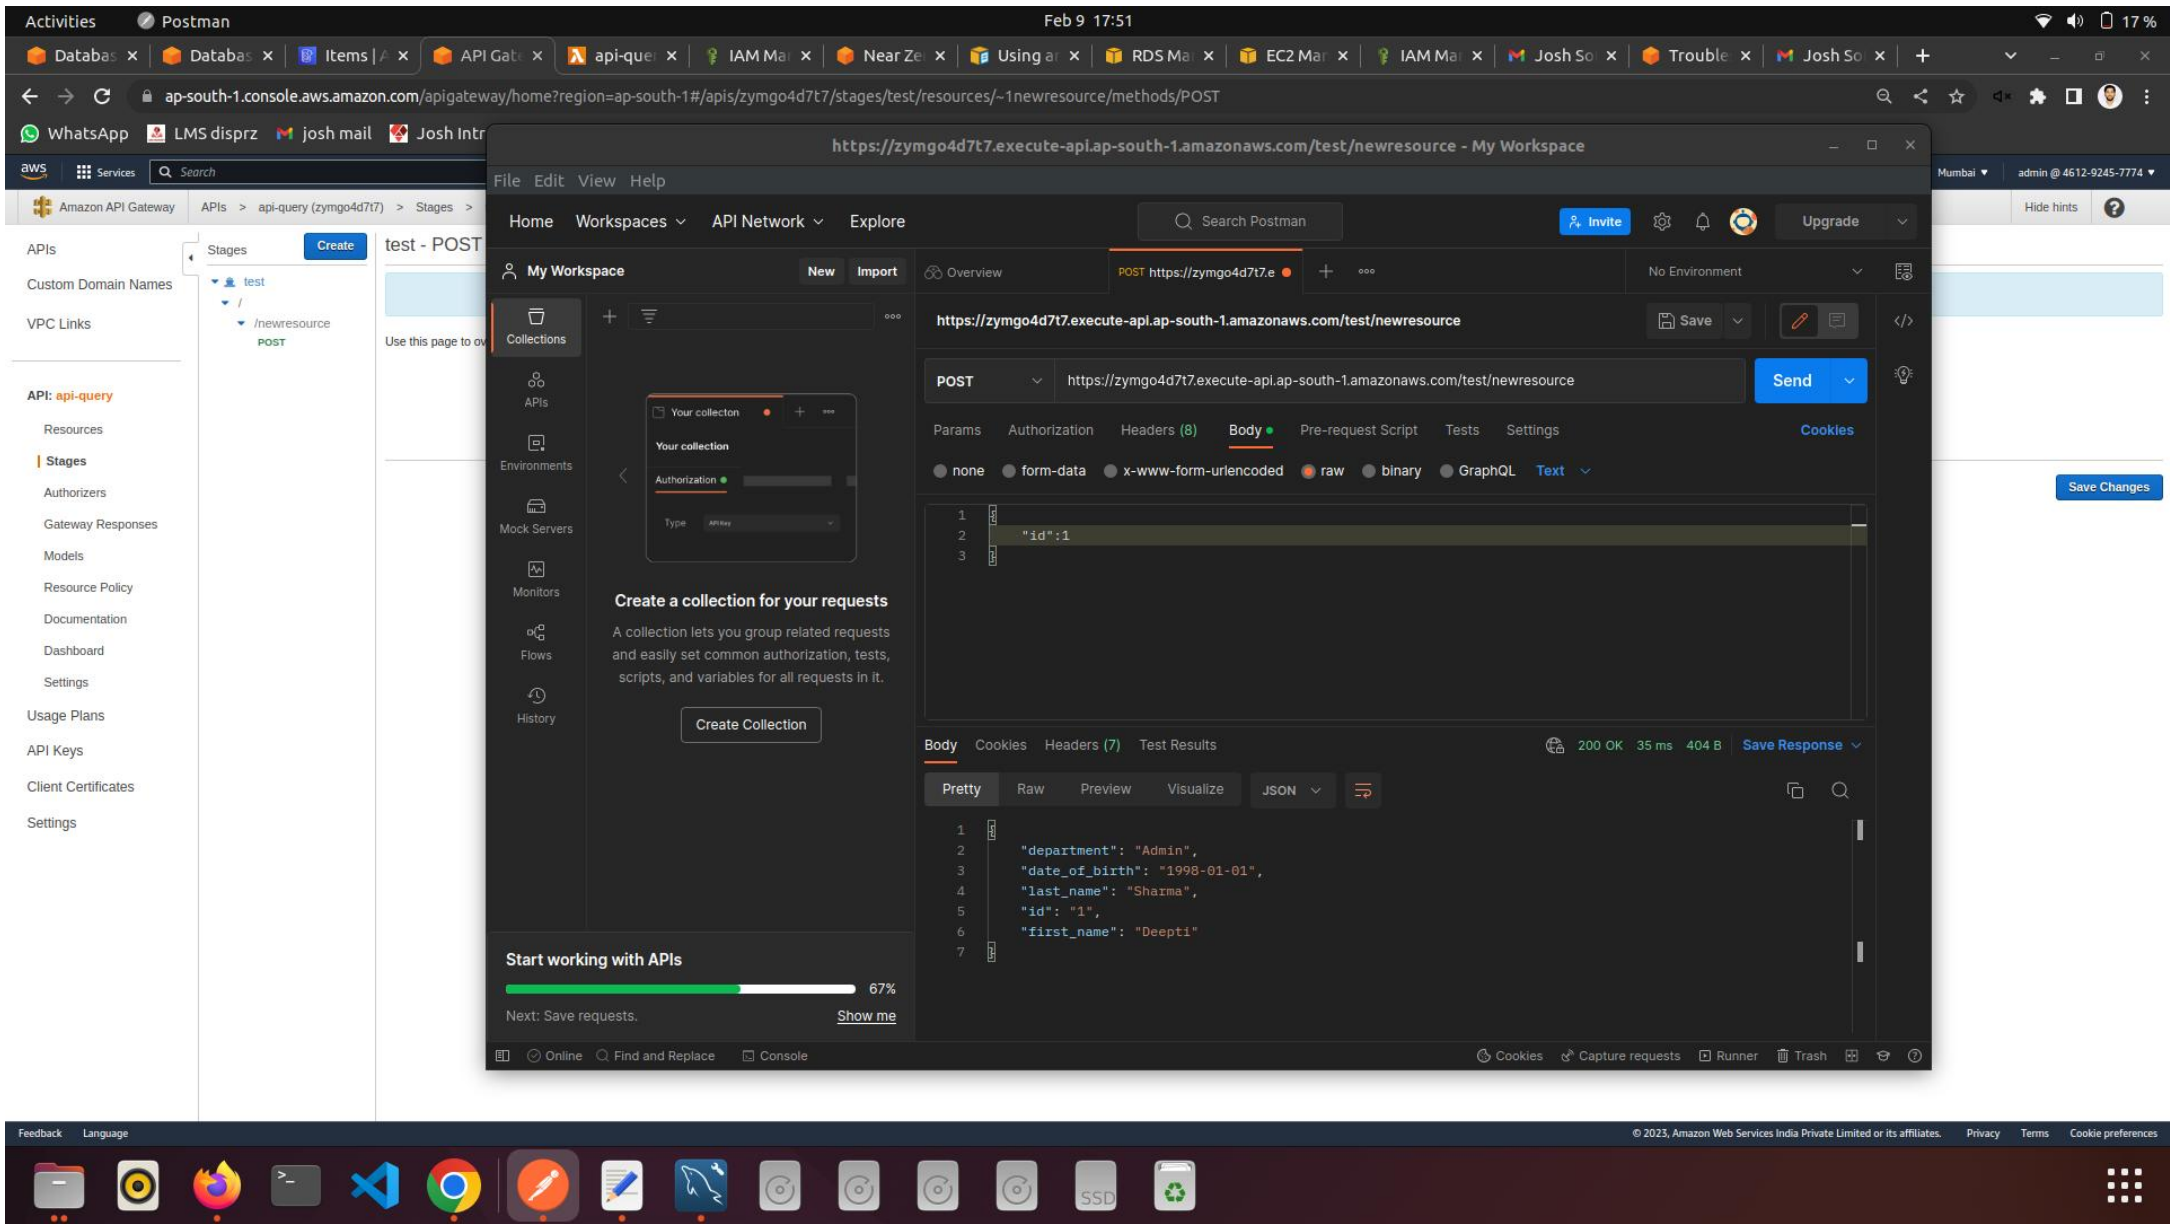 Activities Postman Feb 9 17:51 17 %
Databas Databas Items | A API Gate api-quer IAM Mar Near Ze Using ar RDS Mar EC2 Mar IAM Mar Josh So Trouble Josh So
ap-south-1.console.aws.amazon.com/apigateway/home?region=ap-south-1#/apis/zymgo4d7t7/stages/test/resources/~1newresource/methods/POST
WhatsApp LMS disprz josh mail Josh Intr
https://zymgo4d7t7.execute-api.ap-south-1.amazonaws.com/test/newresource - My Workspace
aws Services Search Mumbai admin @ 4612-9245-7774
File Edit View Help
Amazon API Gateway APIs > api-query (zymgo4d7t7) > Stages > Hide hints
APIs
Custom Domain Names
VPC Links
API: api-query
Resources
Stages
Authorizers
Gateway Responses
Models
Resource Policy
Documentation
Dashboard
Settings
Usage Plans
API Keys
Client Certificates
Settings
Stages Create
test
/
/newresource
POST
test - POST
Use this page to ov
Save Changes
Home Workspaces API Network Explore Search Postman Invite Upgrade
My Workspace New Import
Overview POST https://zymgo4d7t7.e No Environment
Collections
APIs
Environments
Mock Servers
Monitors
Flows
History
Your collecton
Your collection
Authorization
Type API Key
Create a collection for your requests
A collection lets you group related requests
and easily set common authorization, tests,
scripts, and variables for all requests in it.
Create Collection
Start working with APIs
67%
Next: Save requests. Show me
https://zymgo4d7t7.execute-api.ap-south-1.amazonaws.com/test/newresource Save
POST https://zymgo4d7t7.execute-api.ap-south-1.amazonaws.com/test/newresource Send
Params Authorization Headers (8) Body Pre-request Script Tests Settings Cookies
none form-data x-www-form-urlencoded raw binary GraphQL Text
1 {
2 "id":1
3 }
Body Cookies Headers (7) Test Results 200 OK 35 ms 404 B Save Response
Pretty Raw Preview Visualize JSON
1 {
2 "department": "Admin",
3 "date_of_birth": "1998-01-01",
4 "last_name": "Sharma",
5 "id": "1",
6 "first_name": "Deepti"
7 }
Online Find and Replace Console Cookies Capture requests Runner Trash
Feedback Language © 2023, Amazon Web Services India Private Limited or its affiliates. Privacy Terms Cookie preferences
SSD